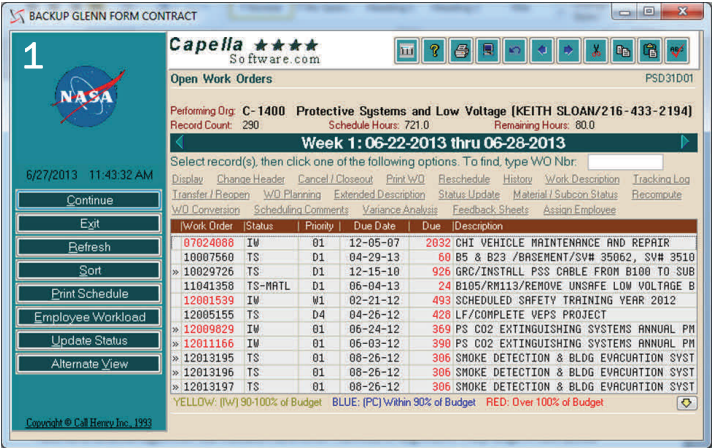 BACKUP GLENN FORM CONTRACT
1
NASA
6/27/2013 11:43:32 AM
Continue
Exit
Refresh
Sort
Print Schedule
Employee Workload
Update Status
Alternate View
Copyright © Call Henry Inc., 1993
Capella ★★★★
Software.com
Open Work Orders PSD31D01
Performing Org: C-1400 Protective Systems and Low Voltage (KEITH SLOAN/216-433-2194)
Record Count: 290 Schedule Hours: 721.0 Remaining Hours: 80.0
Week 1: 06-22-2013 thru 06-28-2013
Select record(s), then click one of the following options. To find, type WO Nbr:
Display Change Header Cancel / Closeout Print WO Reschedule History Work Description Tracking Log
Transfer / Reopen WO Planning Extended Description Status Update Material / Subcon Status Recompute
WO Conversion Scheduling Comments Variance Analysis Feedback Sheets Assign Employee
|Work Order |Status | Priority | Due Date | Due |Description
07024088 IW 01 12-05-07 2032 CHI VEHICLE MAINTENANCE AND REPAIR
10007560 TS D1 04-29-13 60 B5 & B23 /BASEMENT/SV# 35062, SV# 3510
» 10029726 TS D1 12-15-10 926 GRC/INSTALL PSS CABLE FROM B100 TO SUB
11041358 TS-MATL D1 06-04-13 24 B105/RM113/REMOVE UNSAFE LOW VOLTAGE B
12001539 IW W1 02-21-12 493 SCHEDULED SAFETY TRAINING YEAR 2012
12005155 TS D4 04-26-12 428 LF/COMPLETE VEPS PROJECT
» 12009829 IW 01 06-24-12 369 PS CO2 EXTINGUISHING SYSTEMS ANNUAL PM
» 12011166 IW 01 06-03-12 390 PS CO2 EXTINGUISHING SYSTEMS ANNUAL PM
» 12013195 TS 01 08-26-12 306 SMOKE DETECTION & BLDG EVACUATION SYST
» 12013196 TS 01 08-26-12 306 SMOKE DETECTION & BLDG EVACUATION SYST
» 12013197 TS 01 08-26-12 306 SMOKE DETECTION & BLDG EVACUATION SYST
YELLOW: (IW) 90-100% of Budget BLUE: (PC) Within 90% of Budget RED: Over 100% of Budget